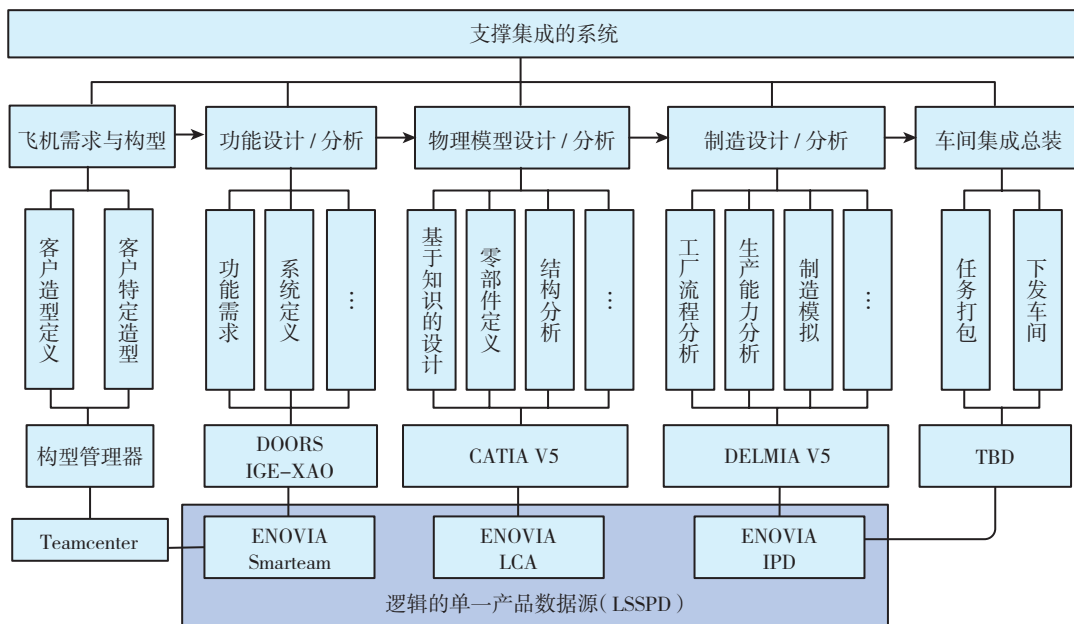 支撑集成的系统
飞机需求与构型
功能设计/分析
物理模型设计/分析
制造设计/分析
车间集成总装
客户造型定义
客户特定造型
功能需求
系统定义
…
基于知识的设计
零部件定义
结构分析
…
工厂流程分析
生产能力分析
制造模拟
…
任务打包
下发车间
构型管理器
DOORS
IGE-XAO
CATIA V5
DELMIA V5
TBD
Teamcenter
ENOVIA
Smarteam
ENOVIA
LCA
ENOVIA
IPD
逻辑的单一产品数据源(LSSPD)